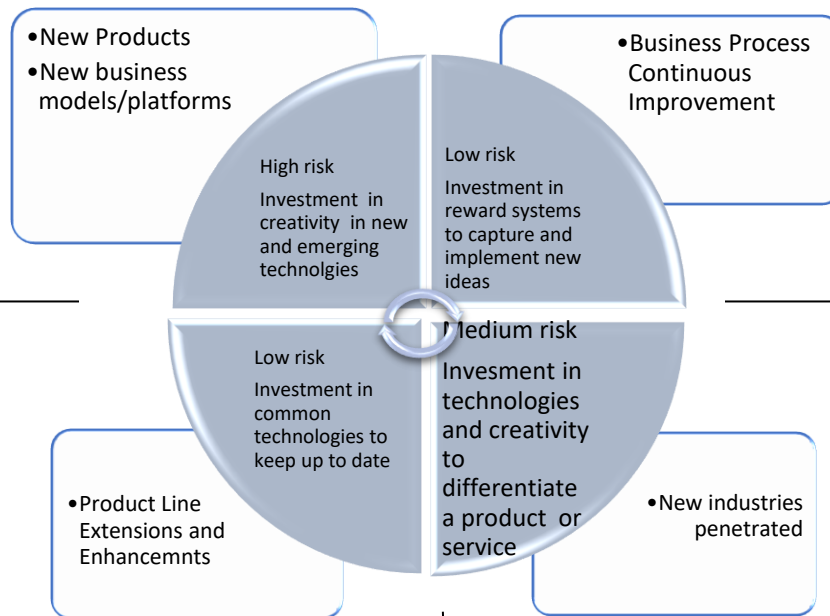 •New Products
•New business
models/platforms
•Business Process
Continuous
Improvement
High risk
Investment in
creativity in new
and emerging
technolgies
Low risk
Investment in
reward systems
to capture and
implement new
ideas
Low risk
Investment in
common
technologies to
keep up to date
Medium risk
Invesment in
technologies
and creativity
to
differentiate
a product or
service
•Product Line
Extensions and
Enhancemnts
•New industries
penetrated